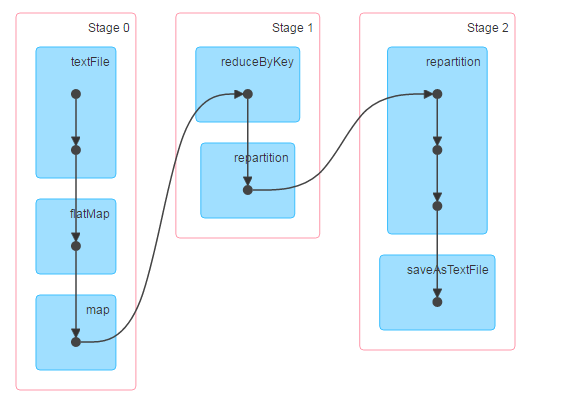 Stage 0
textFile
flatMap
map
Stage 1
reduceByKey
repartition
Stage 2
repartition
saveAsTextFile